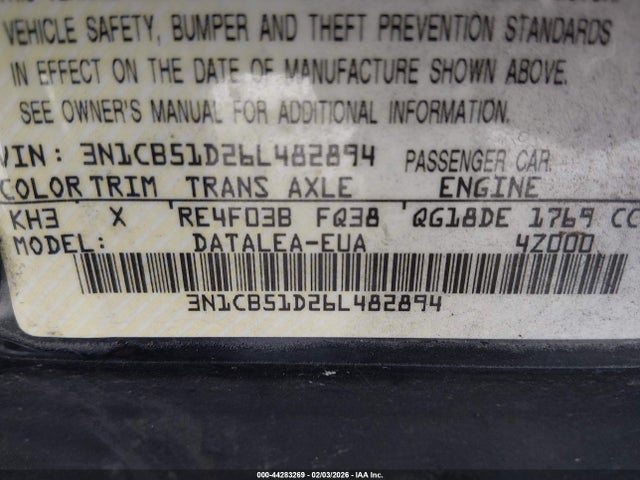 VEHICLE SAFETY, BUMPER AND THEFT PREVENTION STANDARDS
IN EFFECT ON THE DATE OF MANUFACTURE SHOWN ABOVE.
SEE OWNER'S MANUAL FOR ADDITIONAL INFORMATION.
VIN: 3N1CB51D26L482894 PASSENGER CAR
COLOR TRIM TRANS AXLE ENGINE
KH3 X RE4F03B FQ38 QG18DE 1769 CC
MODEL: DATALEA-EUA 4Z000
3N1CB51D26L482894
000-44283269 - 02/03/2026 - IAA Inc.